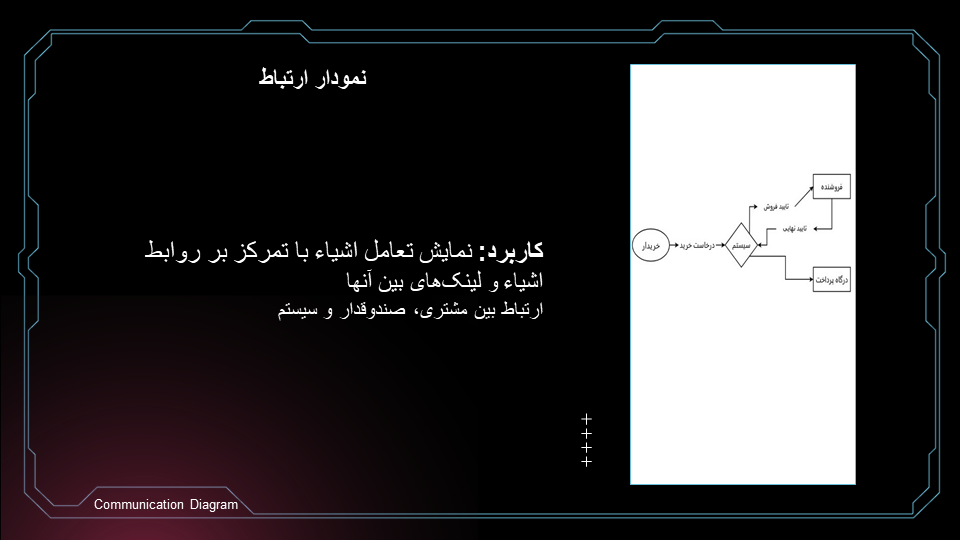 نمودار ارتباط
کاربرد: نمایش تعامل اشیاء با تمرکز بر روابط
اشیاء و لینک‌های بین آنها
ارتباط بین مشتری، صندوقدار و سیستم
فروشنده
تایید فروش
تایید نهایی
خریدار
درخاست خرید
سیستم
درگاه پرداخت
Communication Diagram